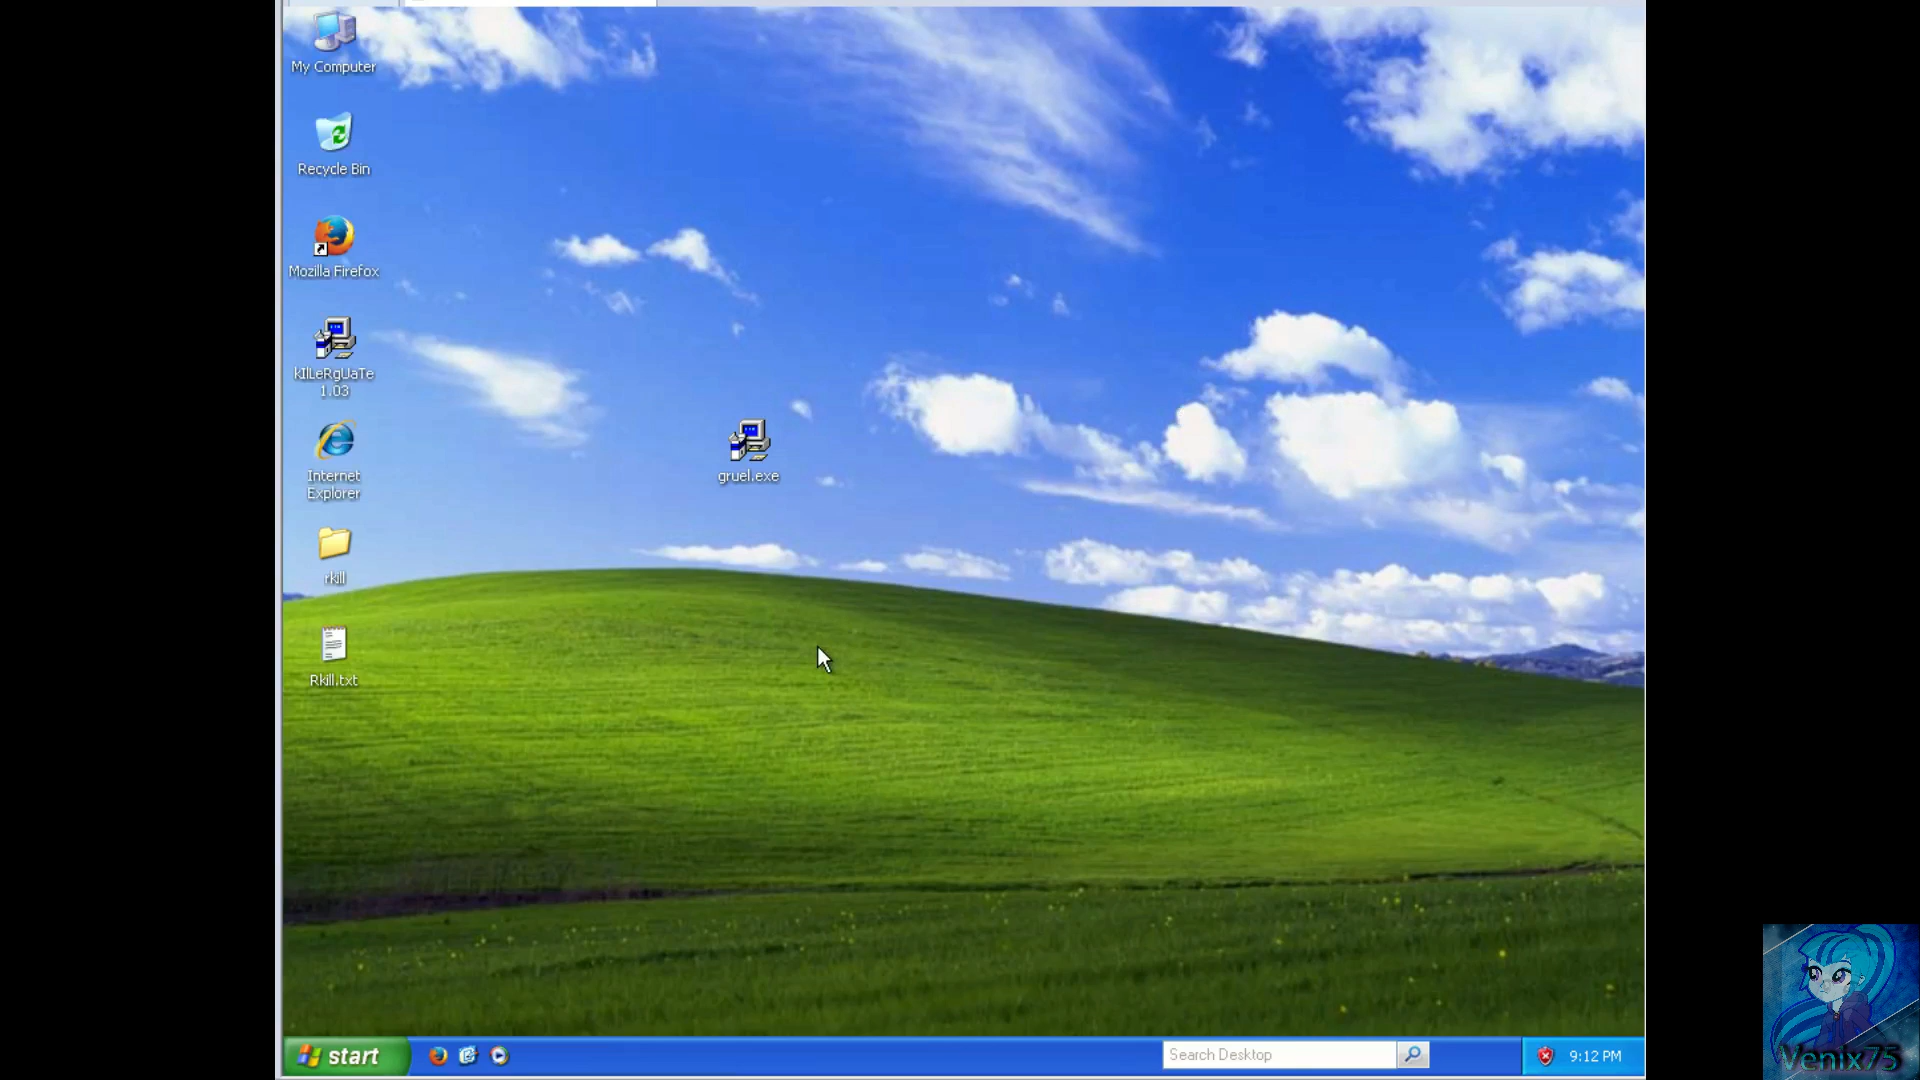 My Computer
Recycle Bin
Mozilla Firefox
kIlLeRgUaTe
1.03
gruel.exe
Internet
Explorer
rkill
Rkill.txt
start
Search Desktop
9:12 PM
Venix75